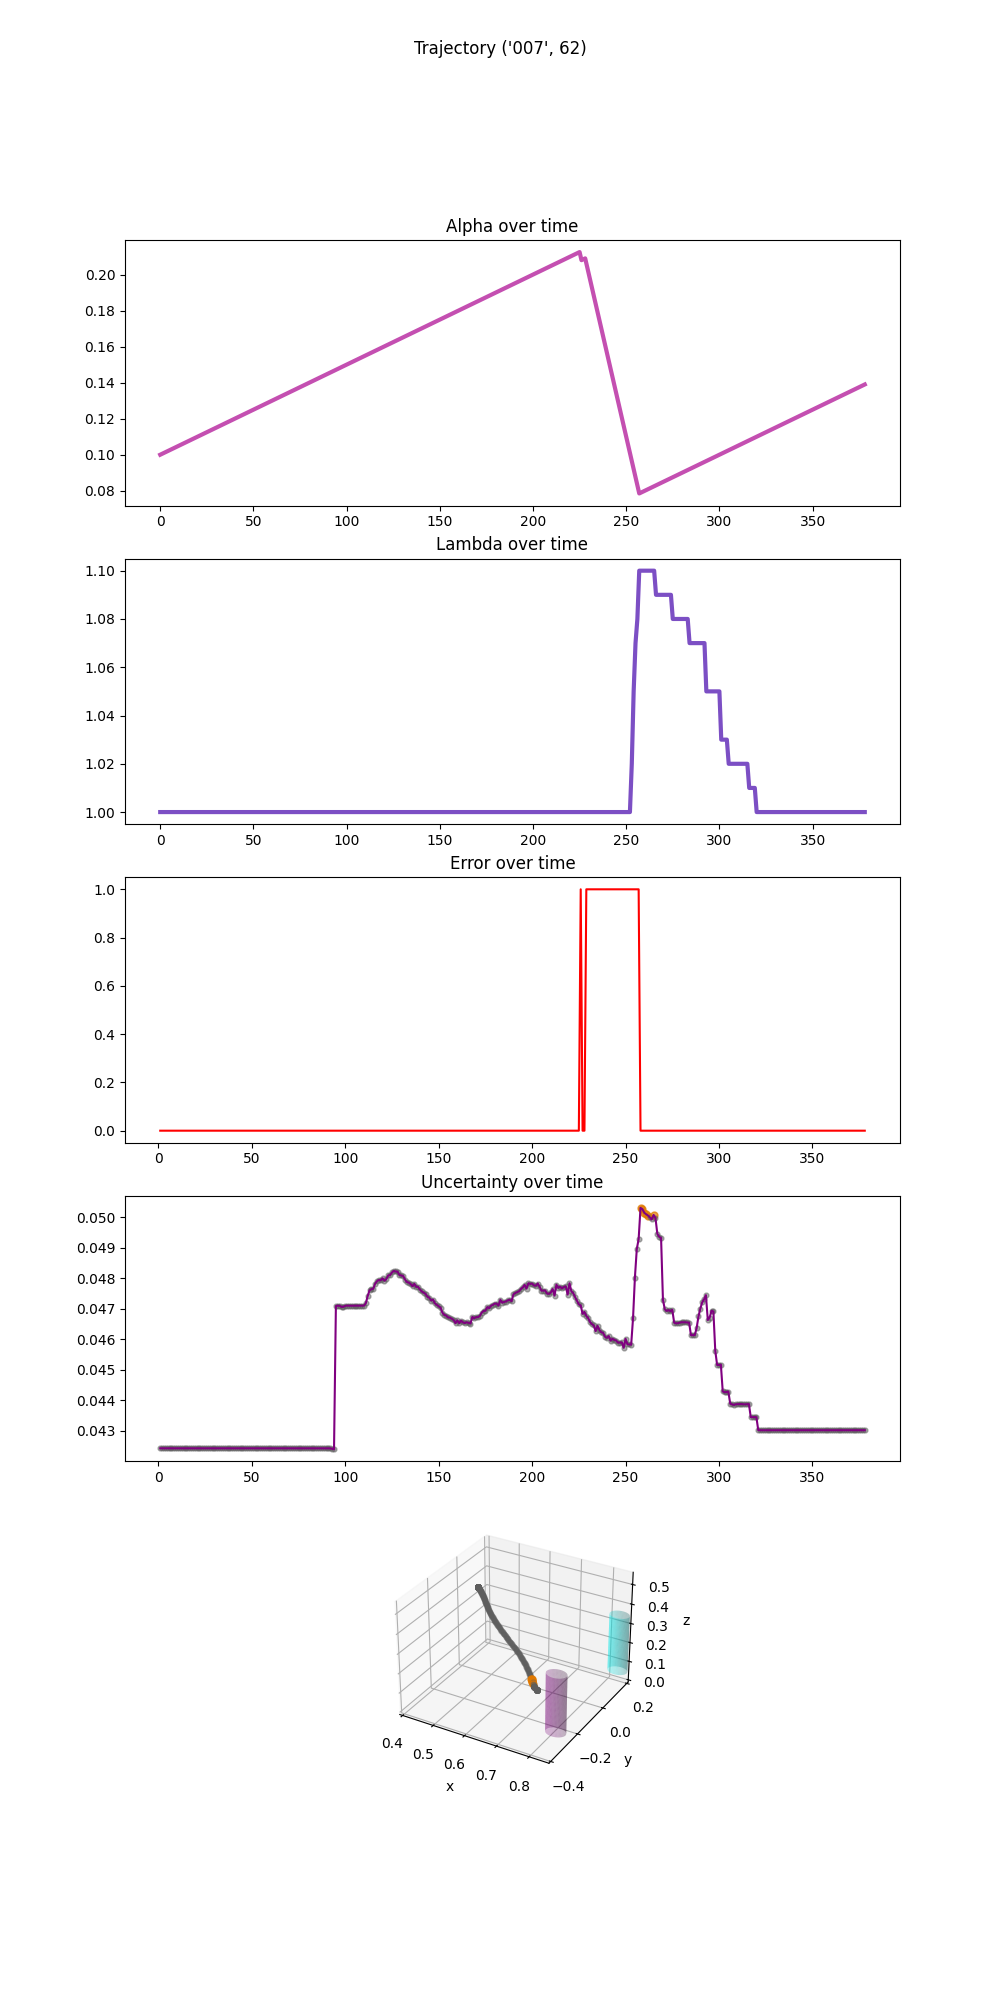 Trajectory ('007', 62)
Alpha over time
0.20
0.18
0.16
0.14
0.12
0.10
0.08
0 50 100 150 200 250 300 350
Lambda over time
1.10
1.08
1.06
1.04
1.02
1.00
0 50 100 150 200 250 300 350
Error over time
1.0
0.8
0.6
0.4
0.2
0.0
0 50 100 150 200 250 300 350
Uncertainty over time
0.050
0.049
0.048
0.047
0.046
0.045
0.044
0.043
0 50 100 150 200 250 300 350
0.5
0.4
0.3
0.2
0.1
0.0
z
0.2
0.0
−0.2
−0.4
y
0.4 0.5 0.6 0.7 0.8
x